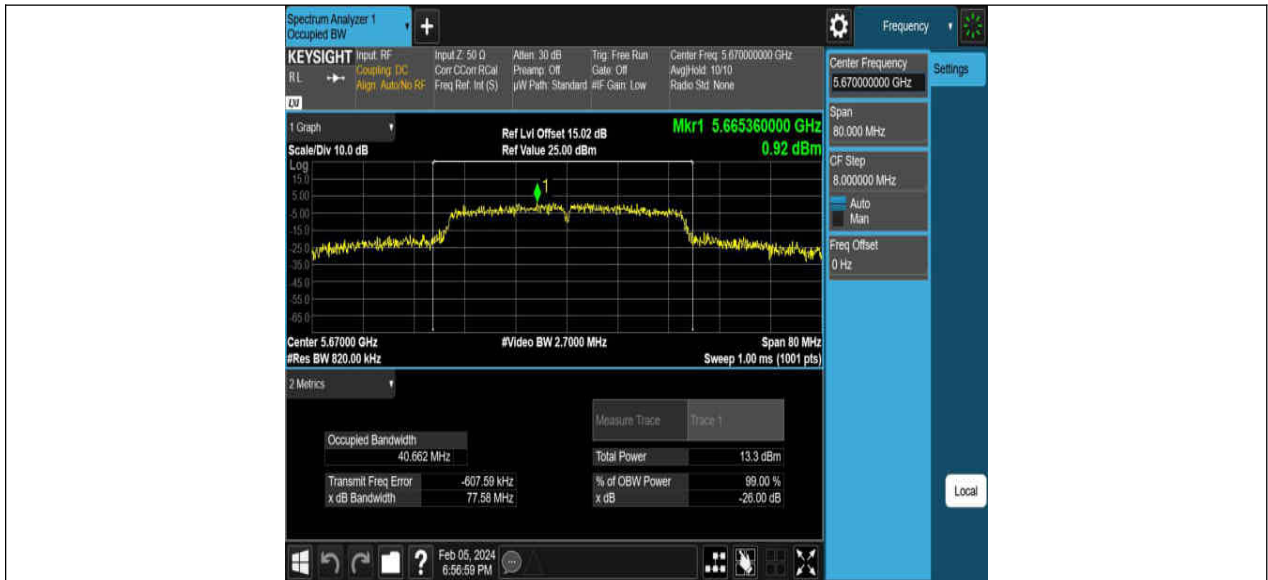 Spectrum Analyzer 1
Occupied BW
+
Frequency
KEYSIGHT
RL
Input: RF
Coupling: DC
Align: Auto/No RF
Input Z: 50 Ω
Corr CCorr RCal
Freq Ref: Int (S)
Atten: 30 dB
Preamp: Off
µW Path: Standard
Trig: Free Run
Gate: Off
#IF Gain: Low
Center Freq: 5.670000000 GHz
Avg|Hold: 10/10
Radio Std: None
Center Frequency
5.670000000 GHz
Settings
Span
80.000 MHz
CF Step
8.000000 MHz
Auto
Man
Freq Offset
0 Hz
Local
1 Graph
Scale/Div 10.0 dB
Ref Lvl Offset 15.02 dB
Ref Value 25.00 dBm
Mkr1 5.665360000 GHz
0.92 dBm
Log
15.0
5.00
-5.00
-15.0
-25.0
-35.0
-45.0
-55.0
-65.0
1
Center 5.67000 GHz
#Video BW 2.7000 MHz
Span 80 MHz
#Res BW 820.00 kHz
Sweep 1.00 ms (1001 pts)
2 Metrics
Measure Trace Trace 1
Occupied Bandwidth
40.662 MHz
Total Power 13.3 dBm
Transmit Freq Error -607.59 kHz
% of OBW Power 99.00 %
x dB Bandwidth 77.58 MHz
x dB -26.00 dB
?
Feb 05, 2024
6:56:59 PM